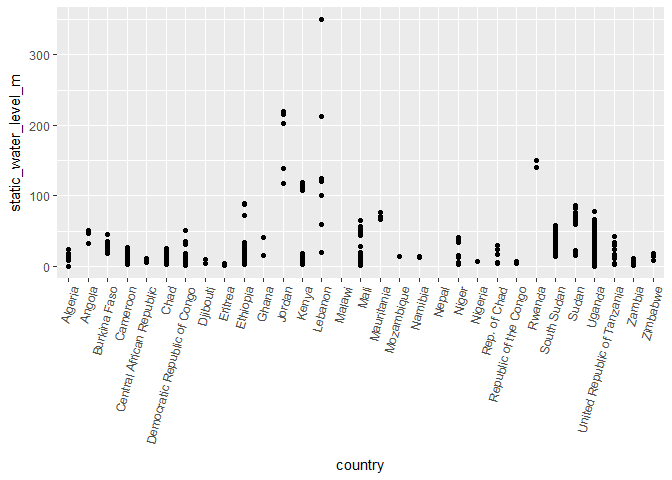 static_water_level_m
300
200
100
0
Algeria
Angola
Burkina Faso
Cameroon
Central African Republic
Chad
Democratic Republic of Congo
Djibouti
Eritrea
Ethiopia
Ghana
Jordan
Kenya
Lebanon
Malawi
Mali
Mauritania
Mozambique
Namibia
Nepal
Niger
Nigeria
Rep. of Chad
Republic of the Congo
Rwanda
South Sudan
Sudan
Uganda
United Republic of Tanzania
Zambia
Zimbabwe
country